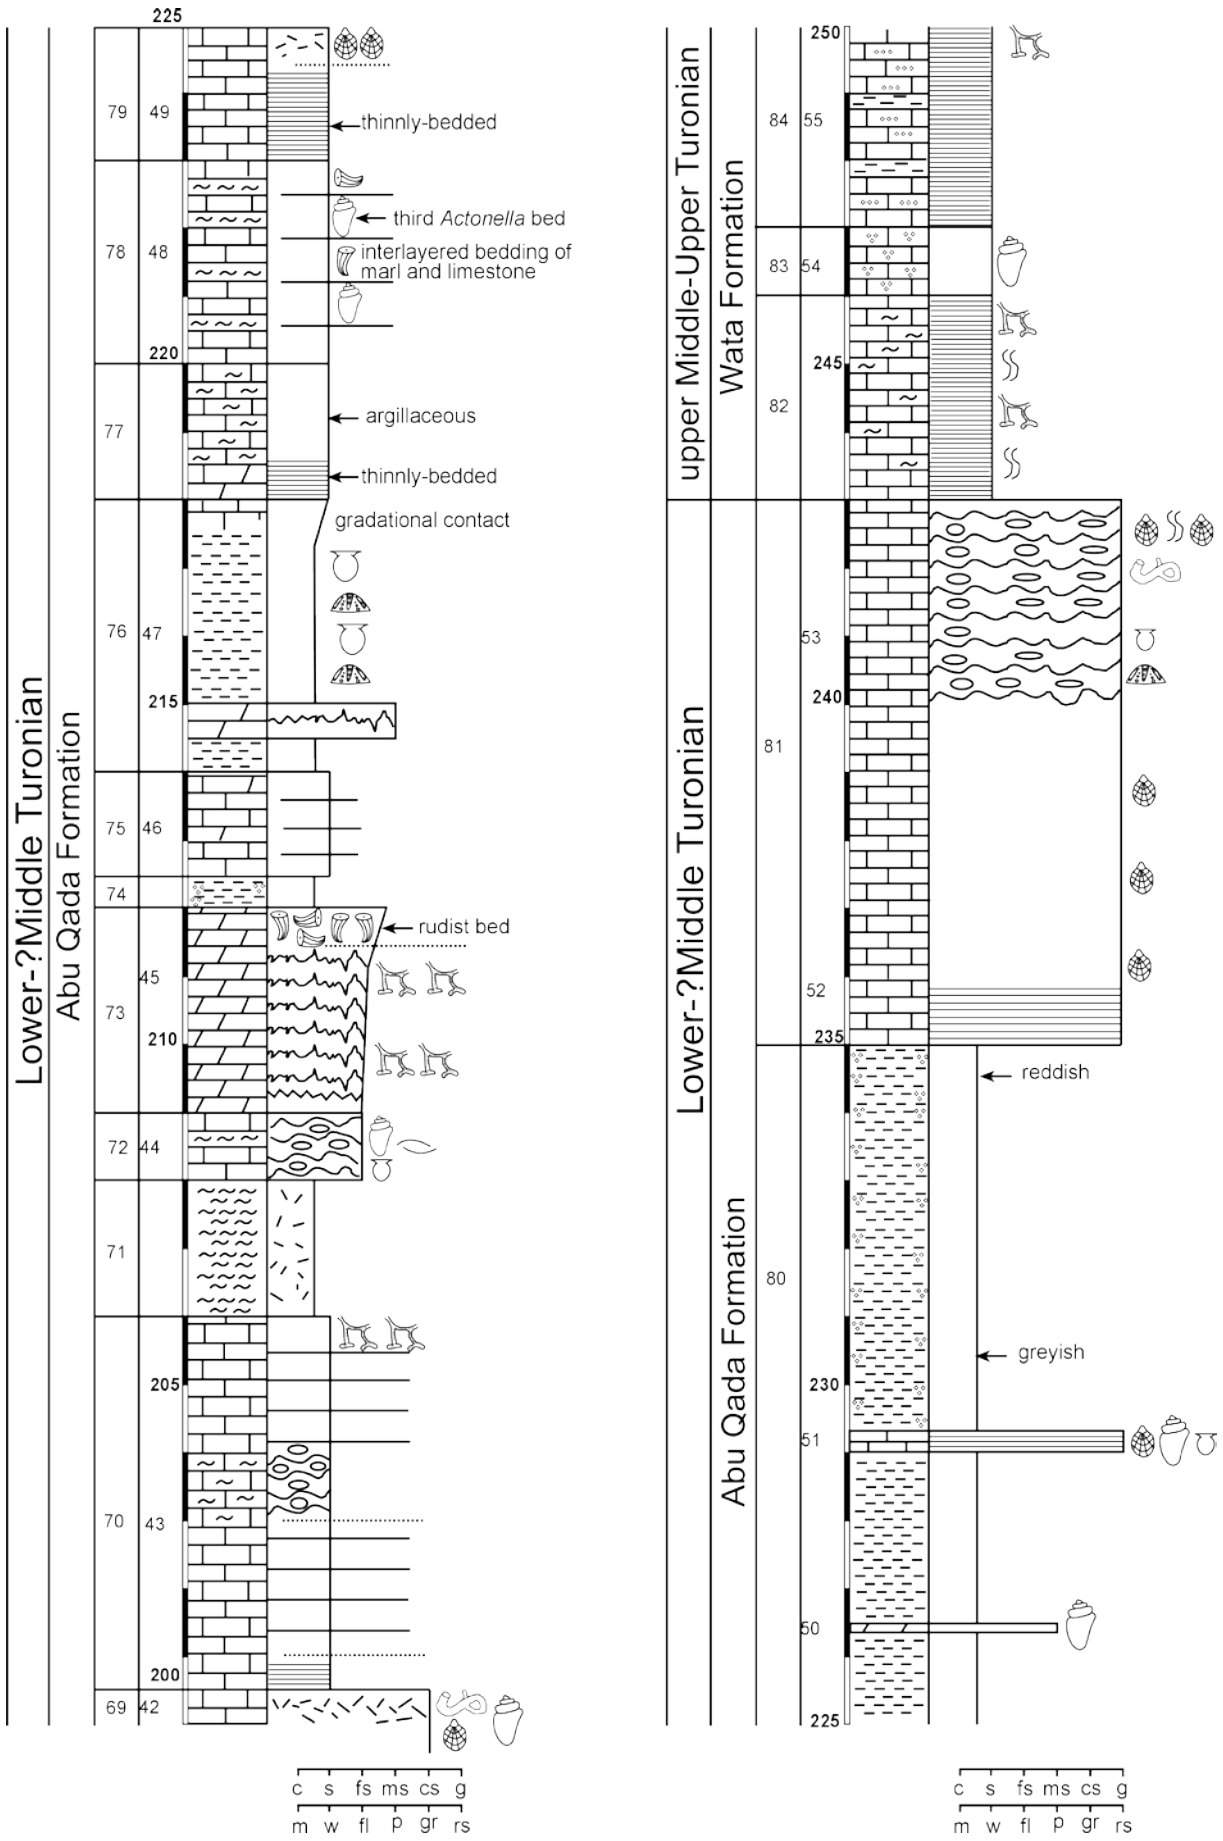 225
79
49
thinnly-bedded
third Actonella bed
78
48
interlayered bedding of
marl and limestone
220
77
argillaceous
thinnly-bedded
gradational contact
76
47
215
75
46
74
rudist bed
45
73
210
72
44
71
205
70
43
200
69
42
Lower-?Middle Turonian
Abu Qada Formation
c s fs ms cs g
m w fl p gr rs
250
84
55
83
54
245
82
upper Middle-Upper Turonian
Wata Formation
53
240
81
52
235
reddish
80
greyish
230
51
50
225
Lower-?Middle Turonian
Abu Qada Formation
c s fs ms cs g
m w fl p gr rs